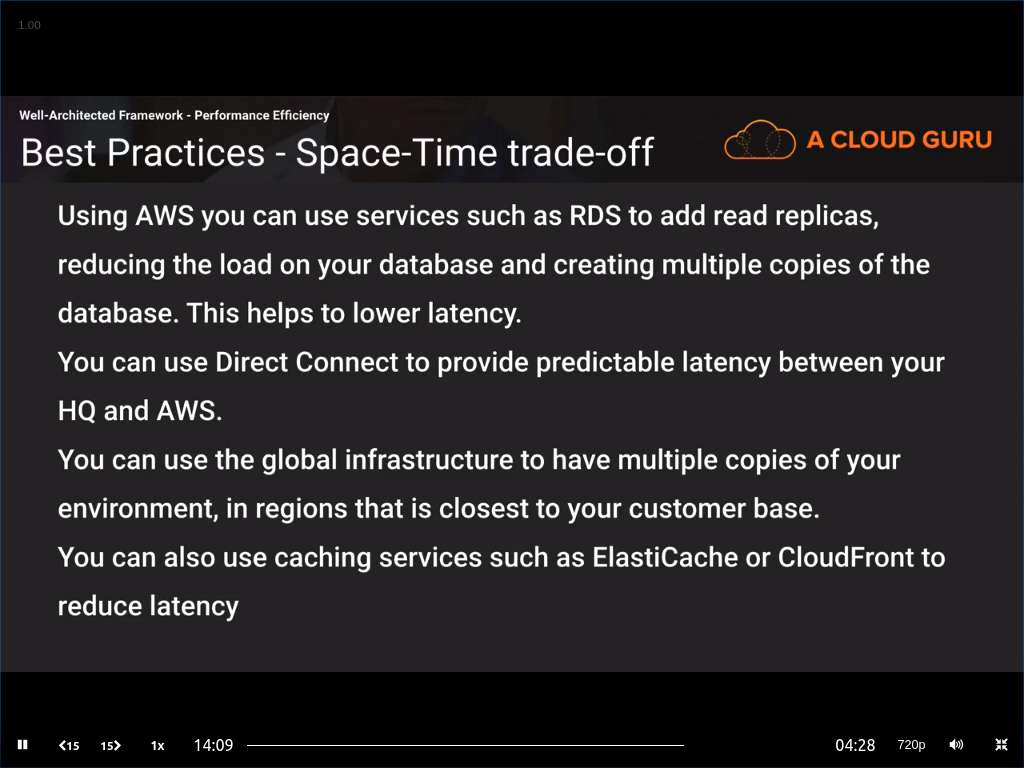 1.00
Well-Architected Framework - Performance Efficiency
Best Practices - Space-Time trade-off
A CLOUD GURU
Using AWS you can use services such as RDS to add read replicas,
reducing the load on your database and creating multiple copies of the
database. This helps to lower latency.
You can use Direct Connect to provide predictable latency between your
HQ and AWS.
You can use the global infrastructure to have multiple copies of your
environment, in regions that is closest to your customer base.
You can also use caching services such as ElastiCache or CloudFront to
reduce latency
15 15 1x 14:09 04:28 720p